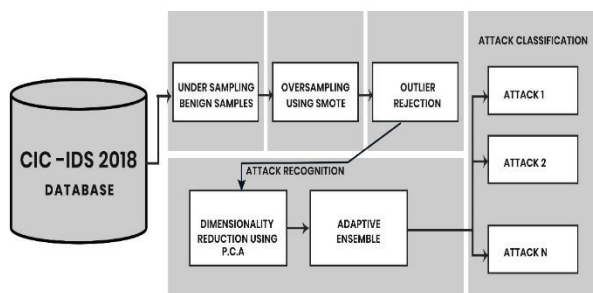 CIC -IDS 2018
DATABASE
UNDER SAMPLING
BENIGN SAMPLES
OVERSAMPLING
USING SMOTE
OUTLIER
REJECTION
ATTACK RECOGNITION
DIMENSIONALITY
REDUCTION USING
P.C.A
ADAPTIVE
ENSEMBLE
ATTACK CLASSIFICATION
ATTACK 1
ATTACK 2
ATTACK N